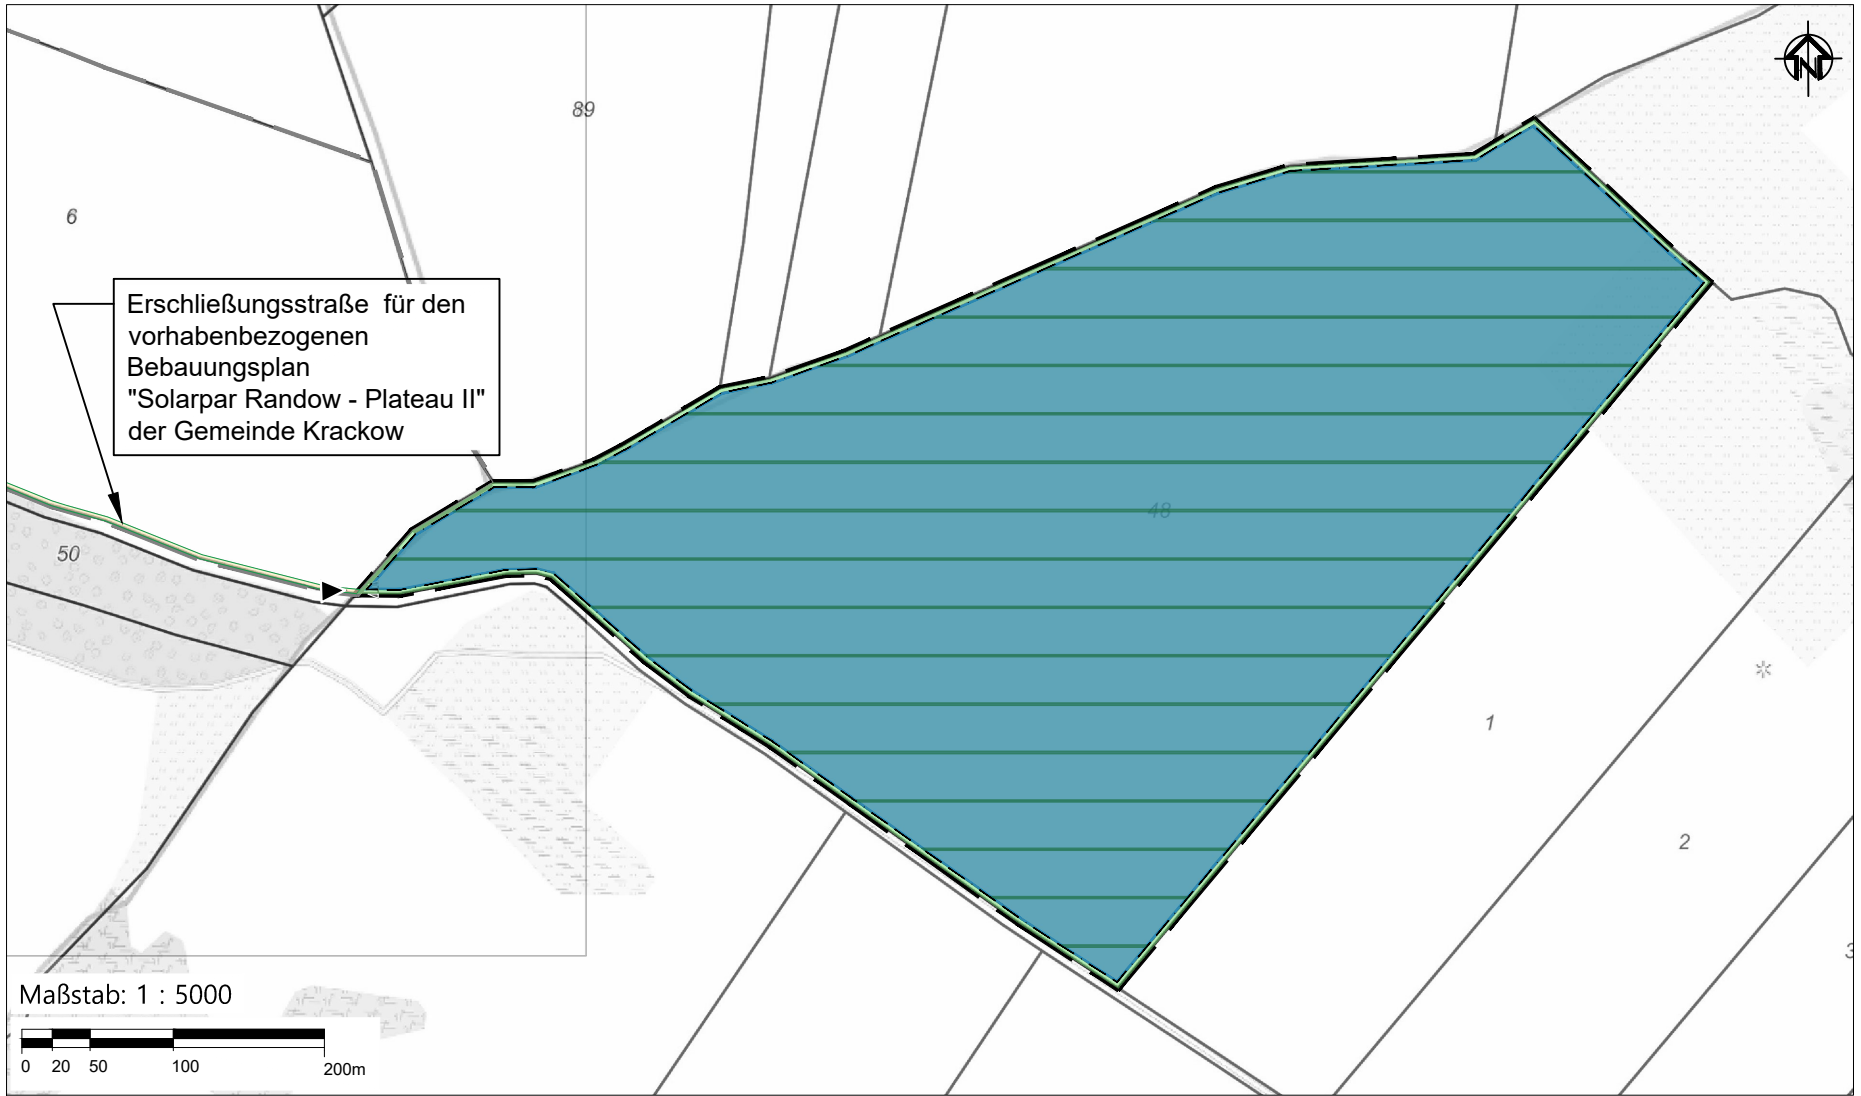 N
89
6
Erschließungsstraße für den
vorhabenbezogenen
Bebauungsplan
"Solarpar Randow - Plateau II"
der Gemeinde Krackow
48
50
1
2
3
Maßstab: 1 : 5000
0 20 50 100 200m